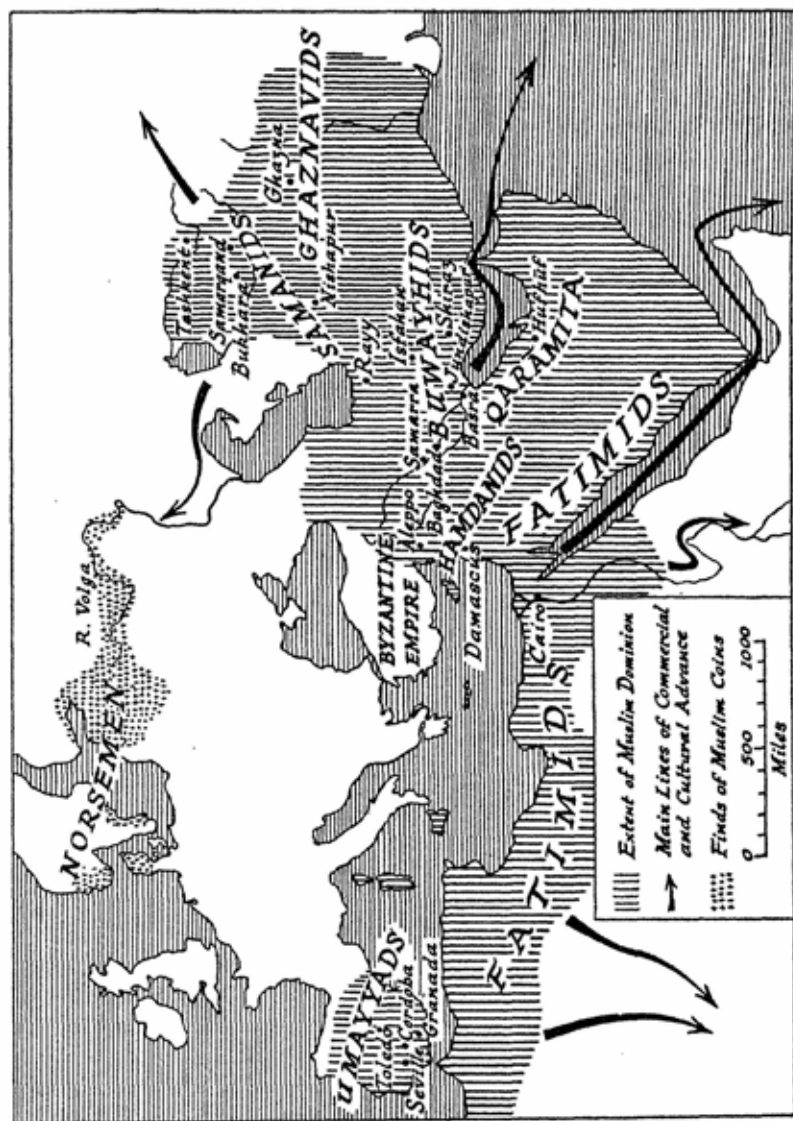 NORSEMEN
R. Volga
Tashkent
Samarqand
Bukhara
SAMANIDS
Ghazna
GHAZNAVIDS
Nishapur
Rayy
Isfahan
BUWAYHIDS
Shiraz
Jundishapur
Samarra
Baghdad
Basra
Hufhuf
QARAMITA
BYZANTINE
EMPIRE
Aleppo
HAMDANIDS
Damascus
Cairo
FATIMIDS
FATIMIDS
UMAYYADS
Toledo
Cordoba
Seville
Granada
Extent of Muslim Dominion
Main Lines of Commercial
and Cultural Advance
Finds of Muslim Coins
0 500 1000
Miles